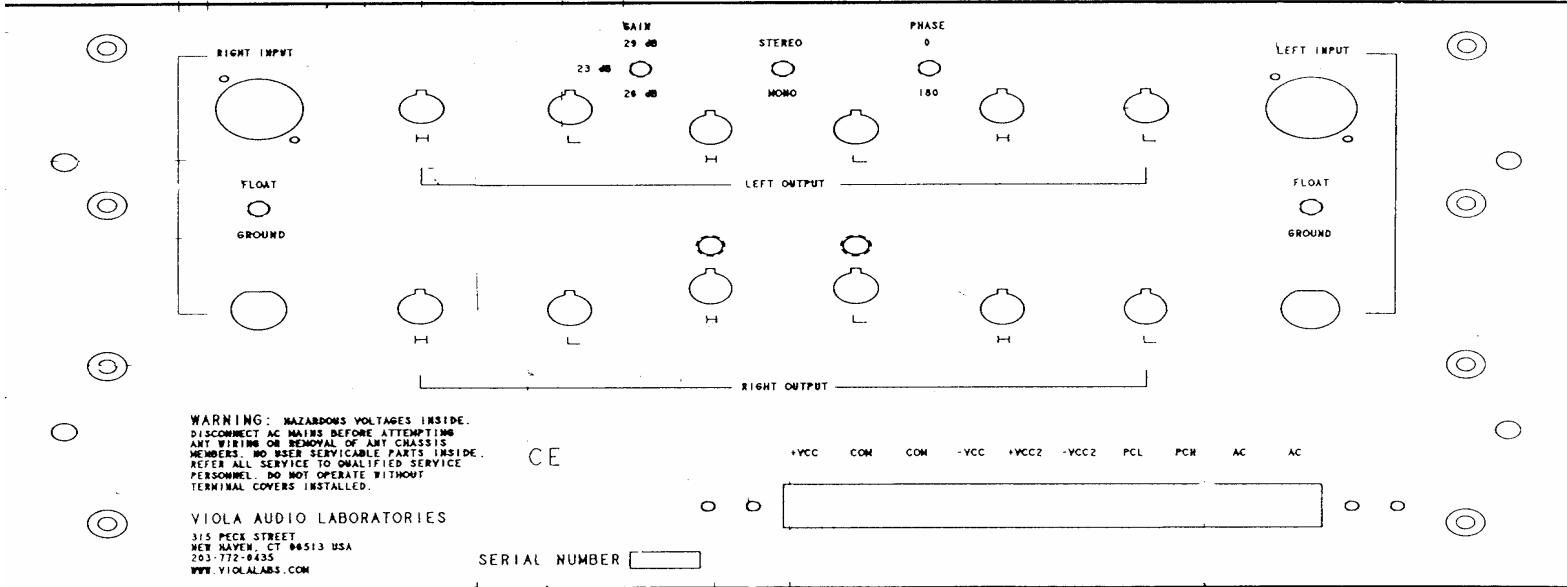 GAIN
29 dB
23 dB
26 dB
STEREO
MONO
PHASE
0
180
RIGHT INPUT
LEFT INPUT
H L H L H L
LEFT OUTPUT
FLOAT
GROUND
FLOAT
GROUND
H L H L H L
RIGHT OUTPUT
WARNING: HAZARDOUS VOLTAGES INSIDE.
DISCONNECT AC MAINS BEFORE ATTEMPTING
ANY WIRING OR REMOVAL OF ANY CHASSIS
MEMBERS. NO USER SERVICABLE PARTS INSIDE.
REFER ALL SERVICE TO QUALIFIED SERVICE
PERSONNEL. DO NOT OPERATE WITHOUT
TERMINAL COVERS INSTALLED.
CE
+VCC COM COM -VCC +VCC2 -VCC2 PCL PCH AC AC
VIOLA AUDIO LABORATORIES
315 PECK STREET
NEW HAVEN, CT 06513 USA
203-772-0435
WWW.VIOLALABS.COM
SERIAL NUMBER